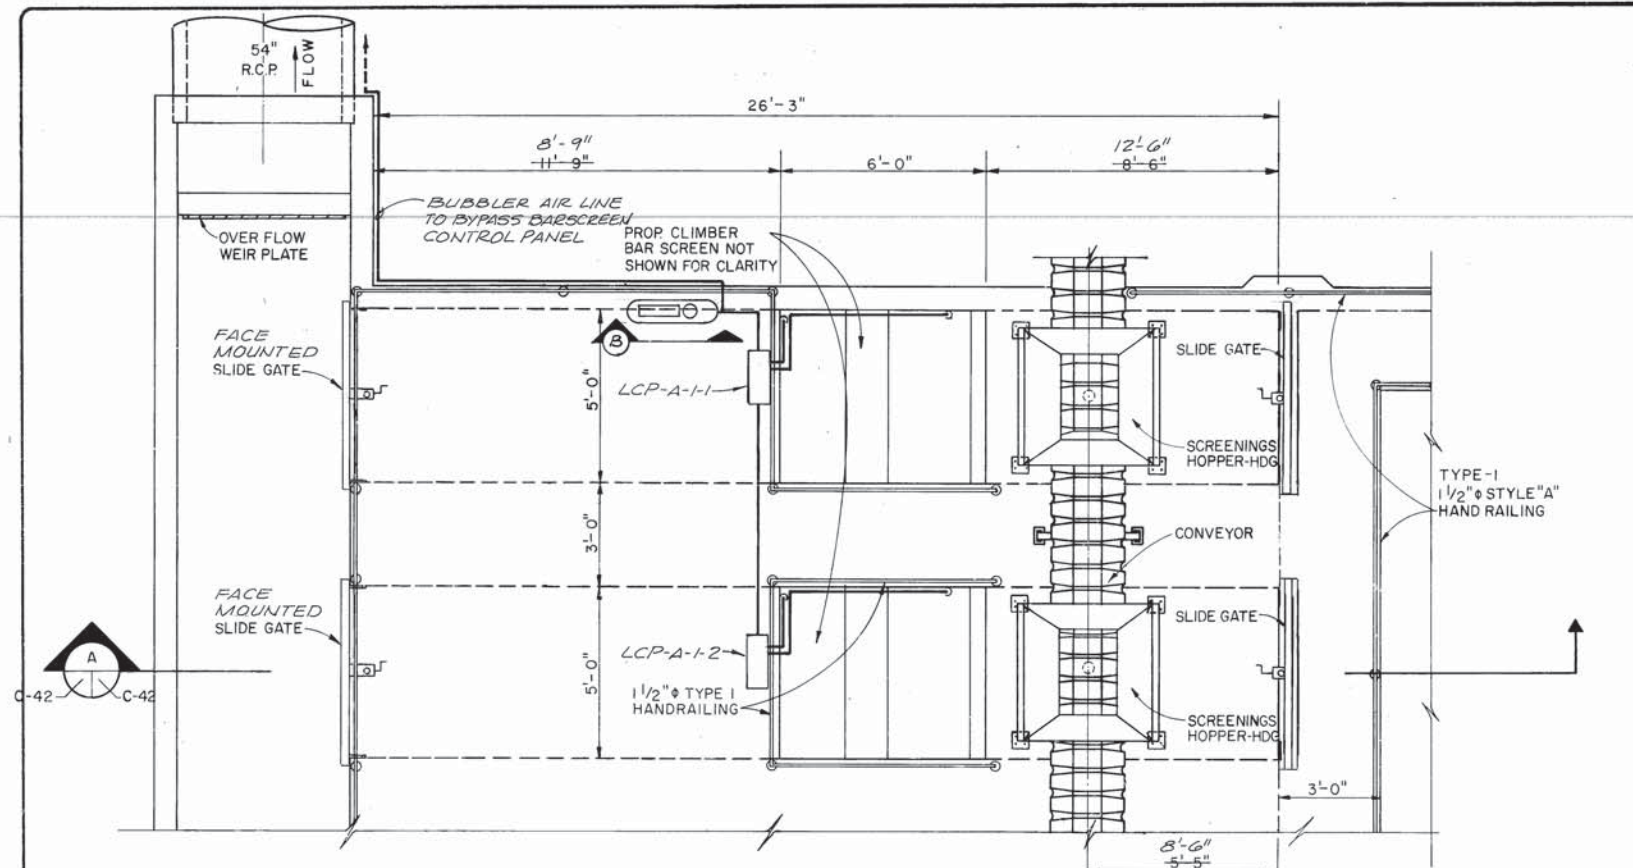 54"
R.C.P.
FLOW
26'-3"
8'-9"
11'-9"
6'-0"
12'-6"
8'-6"
BUBBLER AIR LINE
TO BYPASS BARSCREEN
CONTROL PANEL
OVER FLOW
WEIR PLATE
PROP. CLIMBER
BAR SCREEN NOT
SHOWN FOR CLARITY
FACE
MOUNTED
SLIDE GATE
B
5'-0"
LCP-A-1-1
SLIDE GATE
SCREENINGS
HOPPER-HDG
TYPE-1
1 1/2" ϕ STYLE "A"
HAND RAILING
3'-0"
CONVEYOR
FACE
MOUNTED
SLIDE GATE
A
C-42
C-42
5'-0"
LCP-A-1-2
1 1/2" ϕ TYPE 1
HANDRAILING
SLIDE GATE
SCREENINGS
HOPPER-HDG
3'-0"
8'-6"
5'-5"